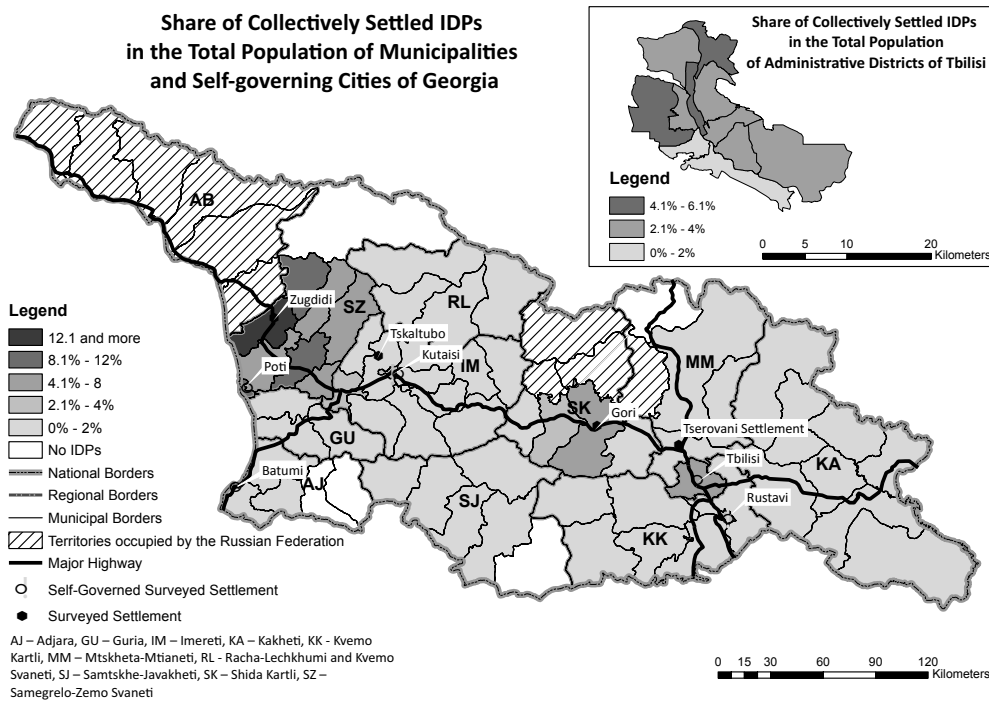 Share of Collectively Settled IDPs
in the Total Population of Municipalities
and Self-governing Cities of Georgia
Share of Collectively Settled IDPs
in the Total Population
of Administrative Districts of Tbilisi
Legend
4.1% - 6.1%
2.1% - 4%
0% - 2%
0 5 10 20
Kilometers
AB
Zugdidi
SZ
RL
Tskaltubo
Kutaisi
Poti
IM
MM
SK
Gori
Tserovani Settlement
GU
Tbilisi
KA
Batumi
AJ
SJ
Rustavi
KK
Legend
12.1 and more
8.1% - 12%
4.1% - 8
2.1% - 4%
0% - 2%
No IDPs
National Borders
Regional Borders
Municipal Borders
Territories occupied by the Russian Federation
Major Highway
Self-Governed Surveyed Settlement
Surveyed Settlement
AJ – Adjara, GU – Guria, IM – Imereti, KA – Kakheti, KK - Kvemo
Kartli, MM – Mtskheta-Mtianeti, RL - Racha-Lechkhumi and Kvemo
Svaneti, SJ – Samtskhe-Javakheti, SK – Shida Kartli, SZ –
Samegrelo-Zemo Svaneti
0 15 30 60 90 120
Kilometers